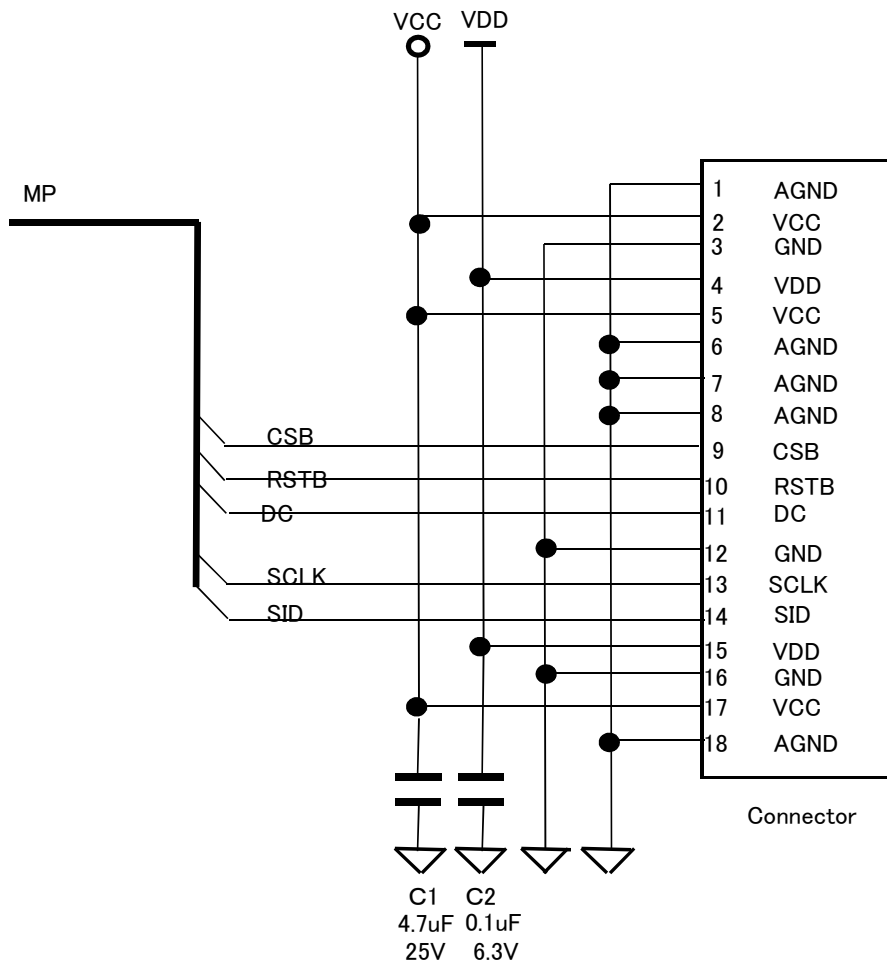 VCC VDD
MP
1 AGND
2 VCC
3 GND
4 VDD
5 VCC
6 AGND
7 AGND
8 AGND
CSB 9 CSB
RSTB 10 RSTB
DC 11 DC
12 GND
SCLK 13 SCLK
SID 14 SID
15 VDD
16 GND
17 VCC
18 AGND
Connector
C1 C2
4.7uF 0.1uF
25V 6.3V